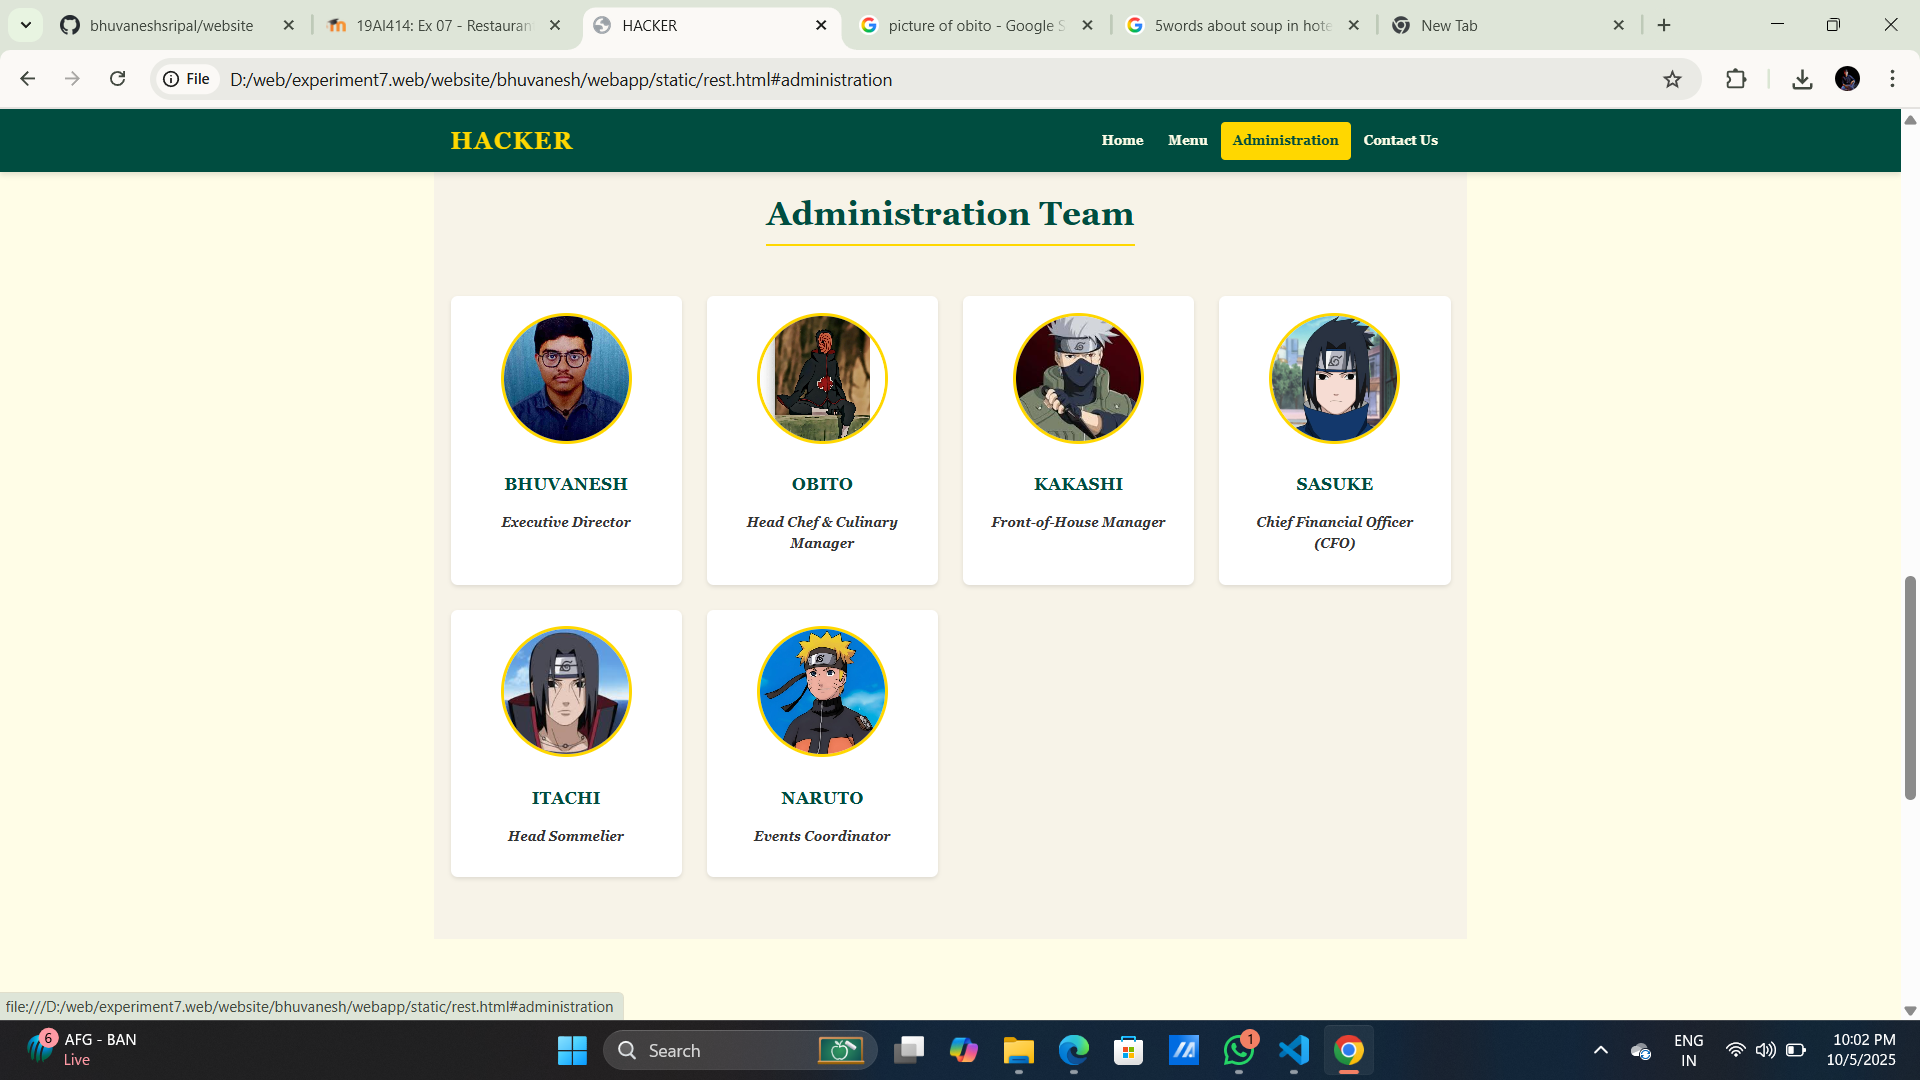 bhuvaneshsripal/website
19AI414: Ex 07 - Restauran
HACKER
picture of obito - Google S
5words about soup in hote
New Tab
File
D:/web/experiment7.web/website/bhuvanesh/webapp/static/rest.html#administration
HACKER
Home
Menu
Administration
Contact Us
Administration Team
BHUVANESH
Executive Director
OBITO
Head Chef & Culinary
Manager
KAKASHI
Front-of-House Manager
SASUKE
Chief Financial Officer
(CFO)
ITACHI
Head Sommelier
NARUTO
Events Coordinator
file:///D:/web/experiment7.web/website/bhuvanesh/webapp/static/rest.html#administration
6
AFG - BAN
Live
Search
1
ENG
IN
10:02 PM
10/5/2025